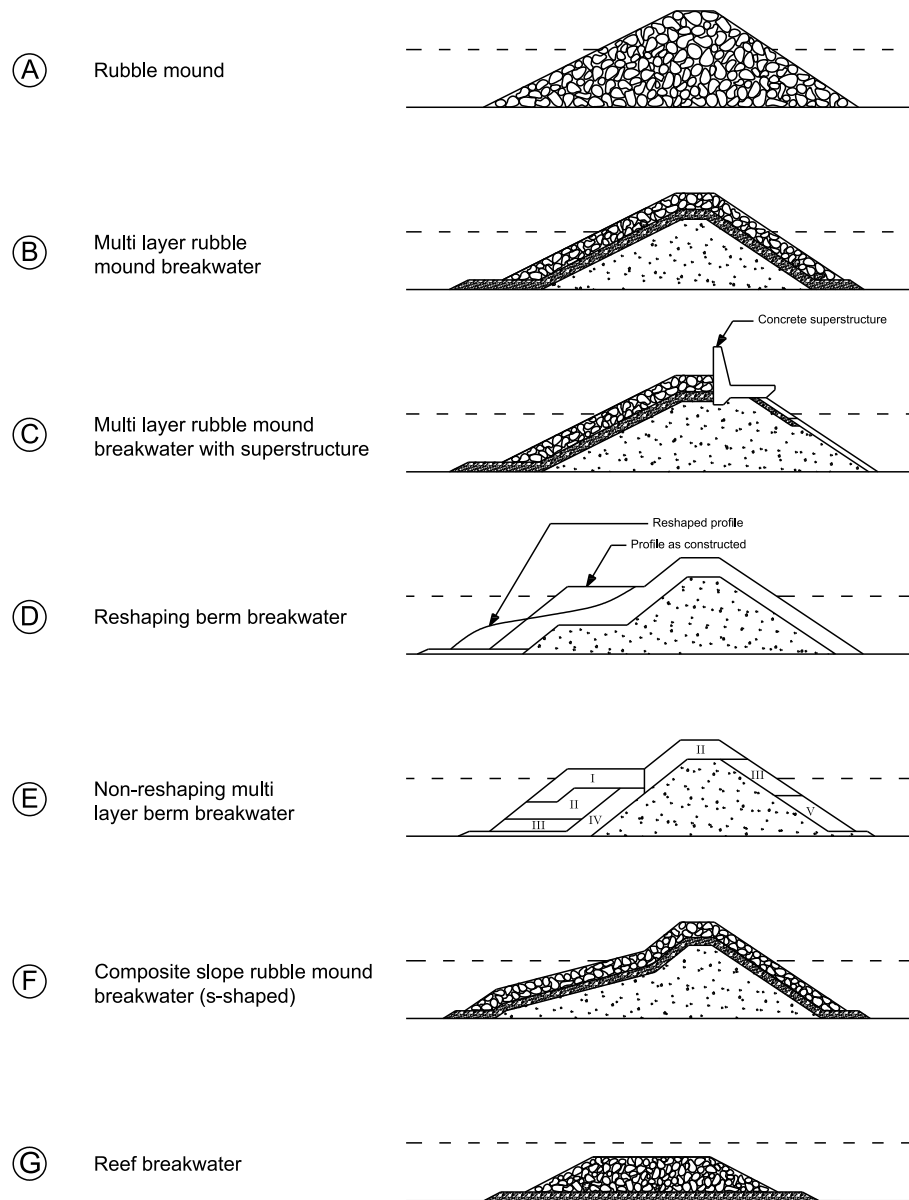 A
Rubble mound
B
Multi layer rubble
mound breakwater
Concrete superstructure
C
Multi layer rubble mound
breakwater with superstructure
Reshaped profile
Profile as constructed
D
Reshaping berm breakwater
E
Non-reshaping multi
layer berm breakwater
I
II
III
IV
II
III
V
F
Composite slope rubble mound
breakwater (s-shaped)
G
Reef breakwater